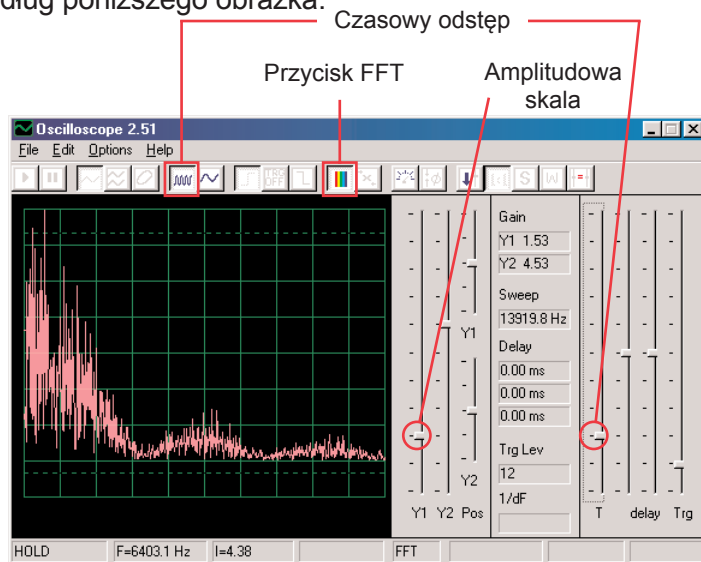 dług poniższego obrazka:
Czasowy odstęp
Przycisk FFT
Amplitudowa
skala
Oscilloscope 2.51
File Edit Options Help
TRG
OFF
S W
Gain
Y1 1.53
Y2 4.53
Sweep
13919.8 Hz
Y1
Delay
0.00 ms
0.00 ms
0.00 ms
Trg Lev
12
Y2
1/dF
Y1 Y2 Pos
T delay Trg
HOLD F=6403.1 Hz I=4.38 FFT